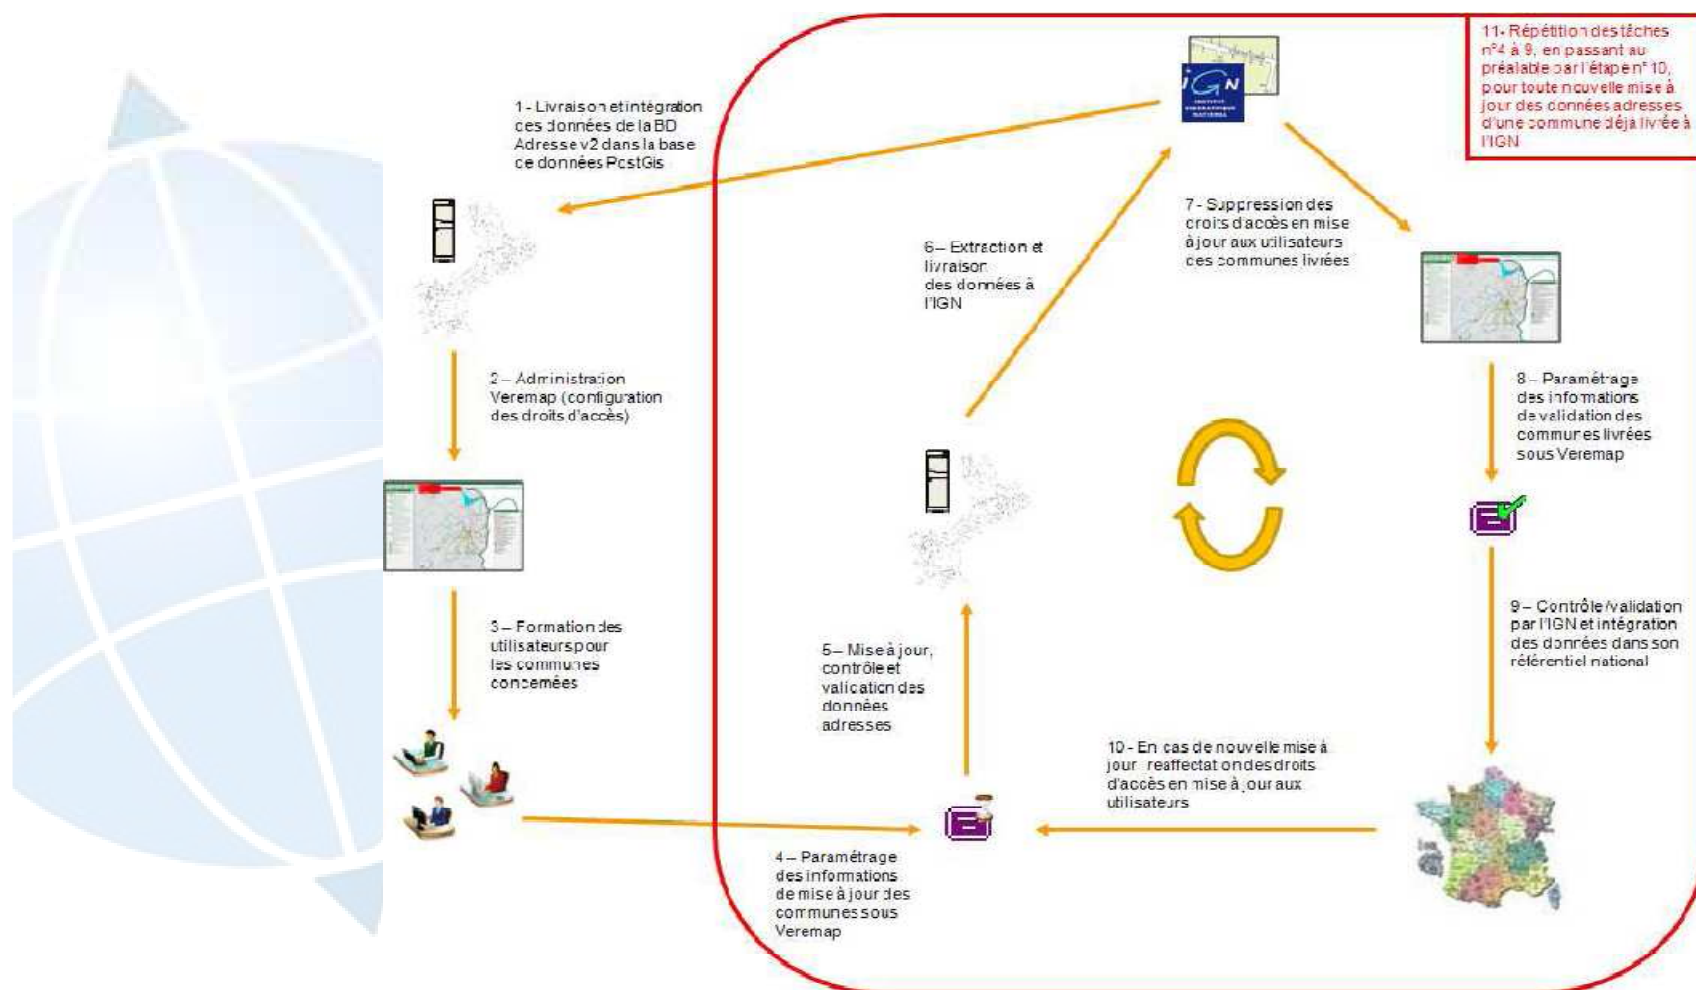 1 - Livraison et intégration
des données de la BD
Adresse v2 dans la base
de données PostGis
2 – Administration
Veremap (configuration
des droits d'accès)
3 – Formation des
utilisateurs pour
les communes
concernées
4 – Paramétrage
des informations
de mise à jour des
communes sous
Veremap
5 – Mise à jour,
contrôle et
validation des
données
adresses
6 – Extraction et
livraison
des données à
l'IGN
IGN
INSTITUT
GEOGRAPHIQUE
NATIONAL
7 - Suppression des
droits d'accès en mise
à jour aux utilisateurs
des communes livrées
8 – Paramétrage
des informations
de validation des
communes livrées
sous Veremap
9 – Contrôle/validation
par l'IGN et intégration
des données dans son
référentiel national
10 - En cas de nouvelle mise à
jour réaffectation des droits
d'accès en mise à jour aux
utilisateurs
11- Répétition des tâches
n°4 à 9, en passant au
préalable par l'étape n° 10,
pour toute nouvelle mise à
jour des données adresses
d'une commune déjà livrée à
l'IGN